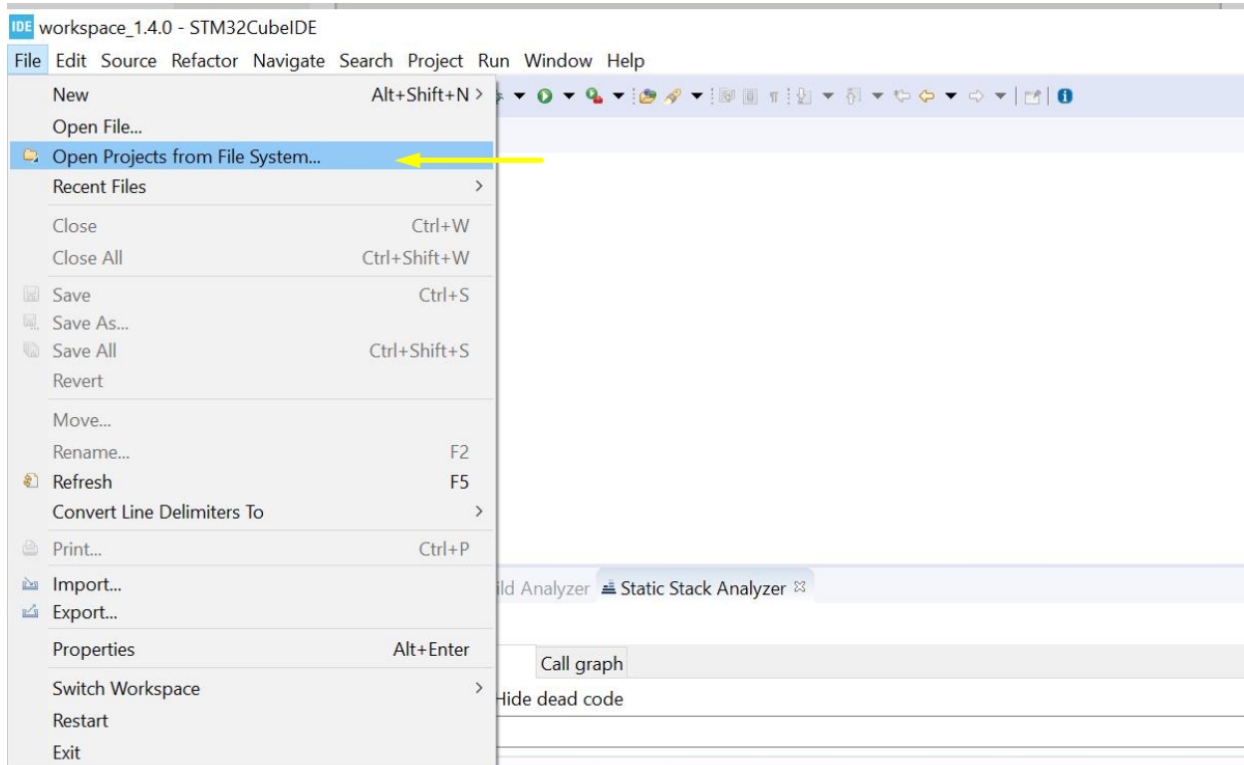 IDE workspace_1.4.0 - STM32CubeIDE
File Edit Source Refactor Navigate Search Project Run Window Help
New Alt+Shift+N >
Open File...
Open Projects from File System...
Recent Files >
Close Ctrl+W
Close All Ctrl+Shift+W
Save Ctrl+S
Save As...
Save All Ctrl+Shift+S
Revert
Move...
Rename... F2
Refresh F5
Convert Line Delimiters To >
Print... Ctrl+P
Import...
ild Analyzer Static Stack Analyzer
Export...
Properties Alt+Enter
Call graph
Switch Workspace >
Hide dead code
Restart
Exit